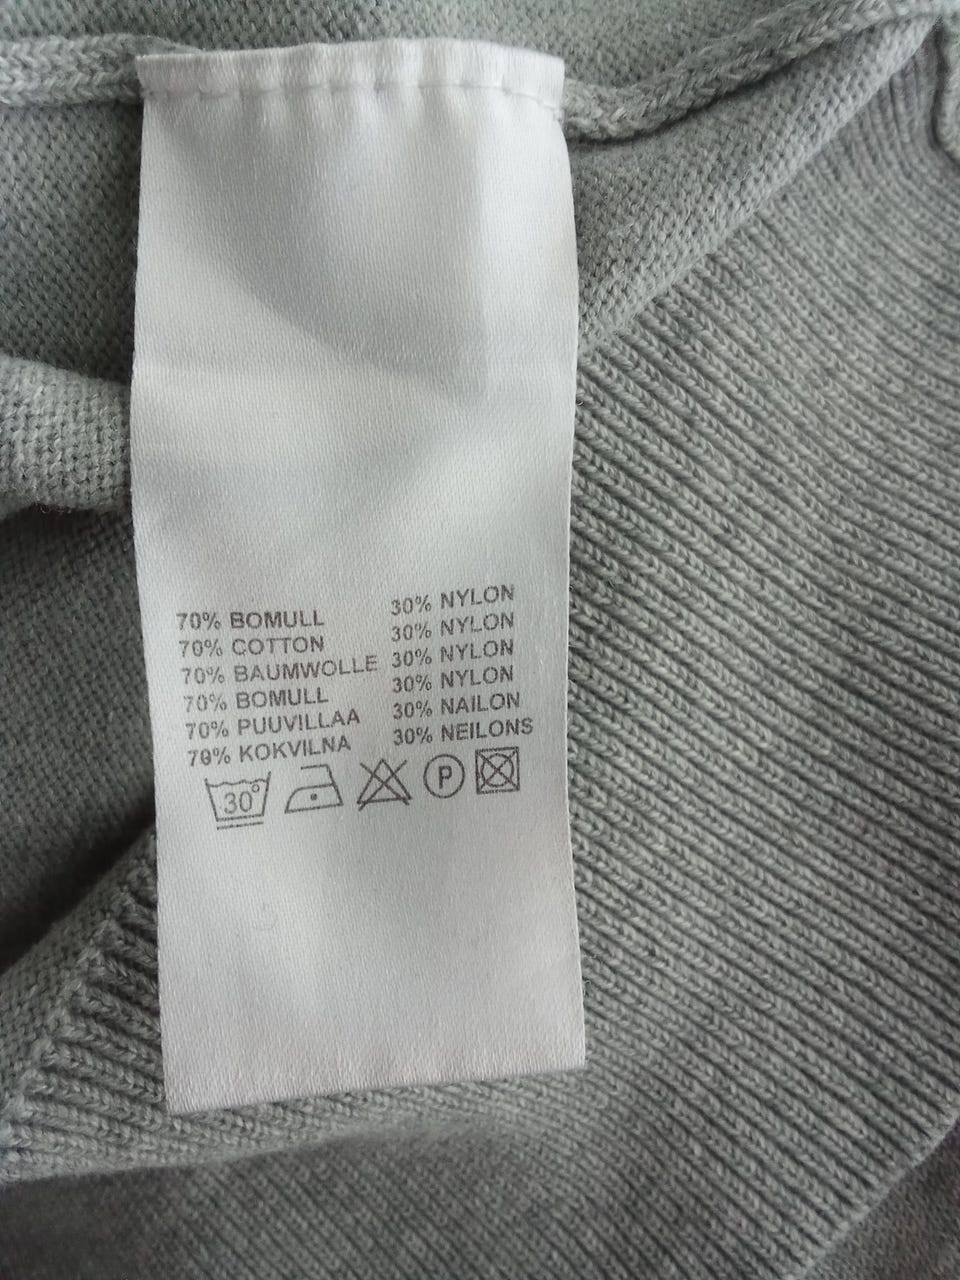 70% BOMULL 30% NYLON
70% COTTON 30% NYLON
70% BAUMWOLLE 30% NYLON
70% BOMULL 30% NYLON
70% PUUVILLAA 30% NAILON
70% KOKVILNA 30% NEILONS
30° P